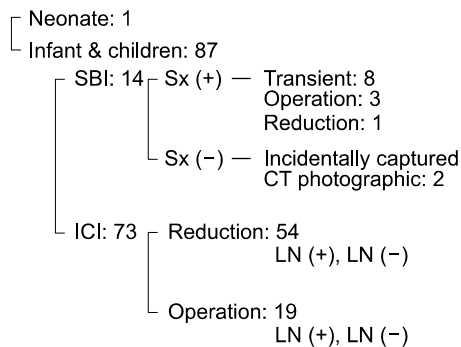 Neonate: 1
Infant & children: 87
SBI: 14 Sx (+) — Transient: 8
Operation: 3
Reduction: 1
Sx (−) — Incidentally captured
CT photographic: 2
ICI: 73 Reduction: 54
LN (+), LN (−)
Operation: 19
LN (+), LN (−)